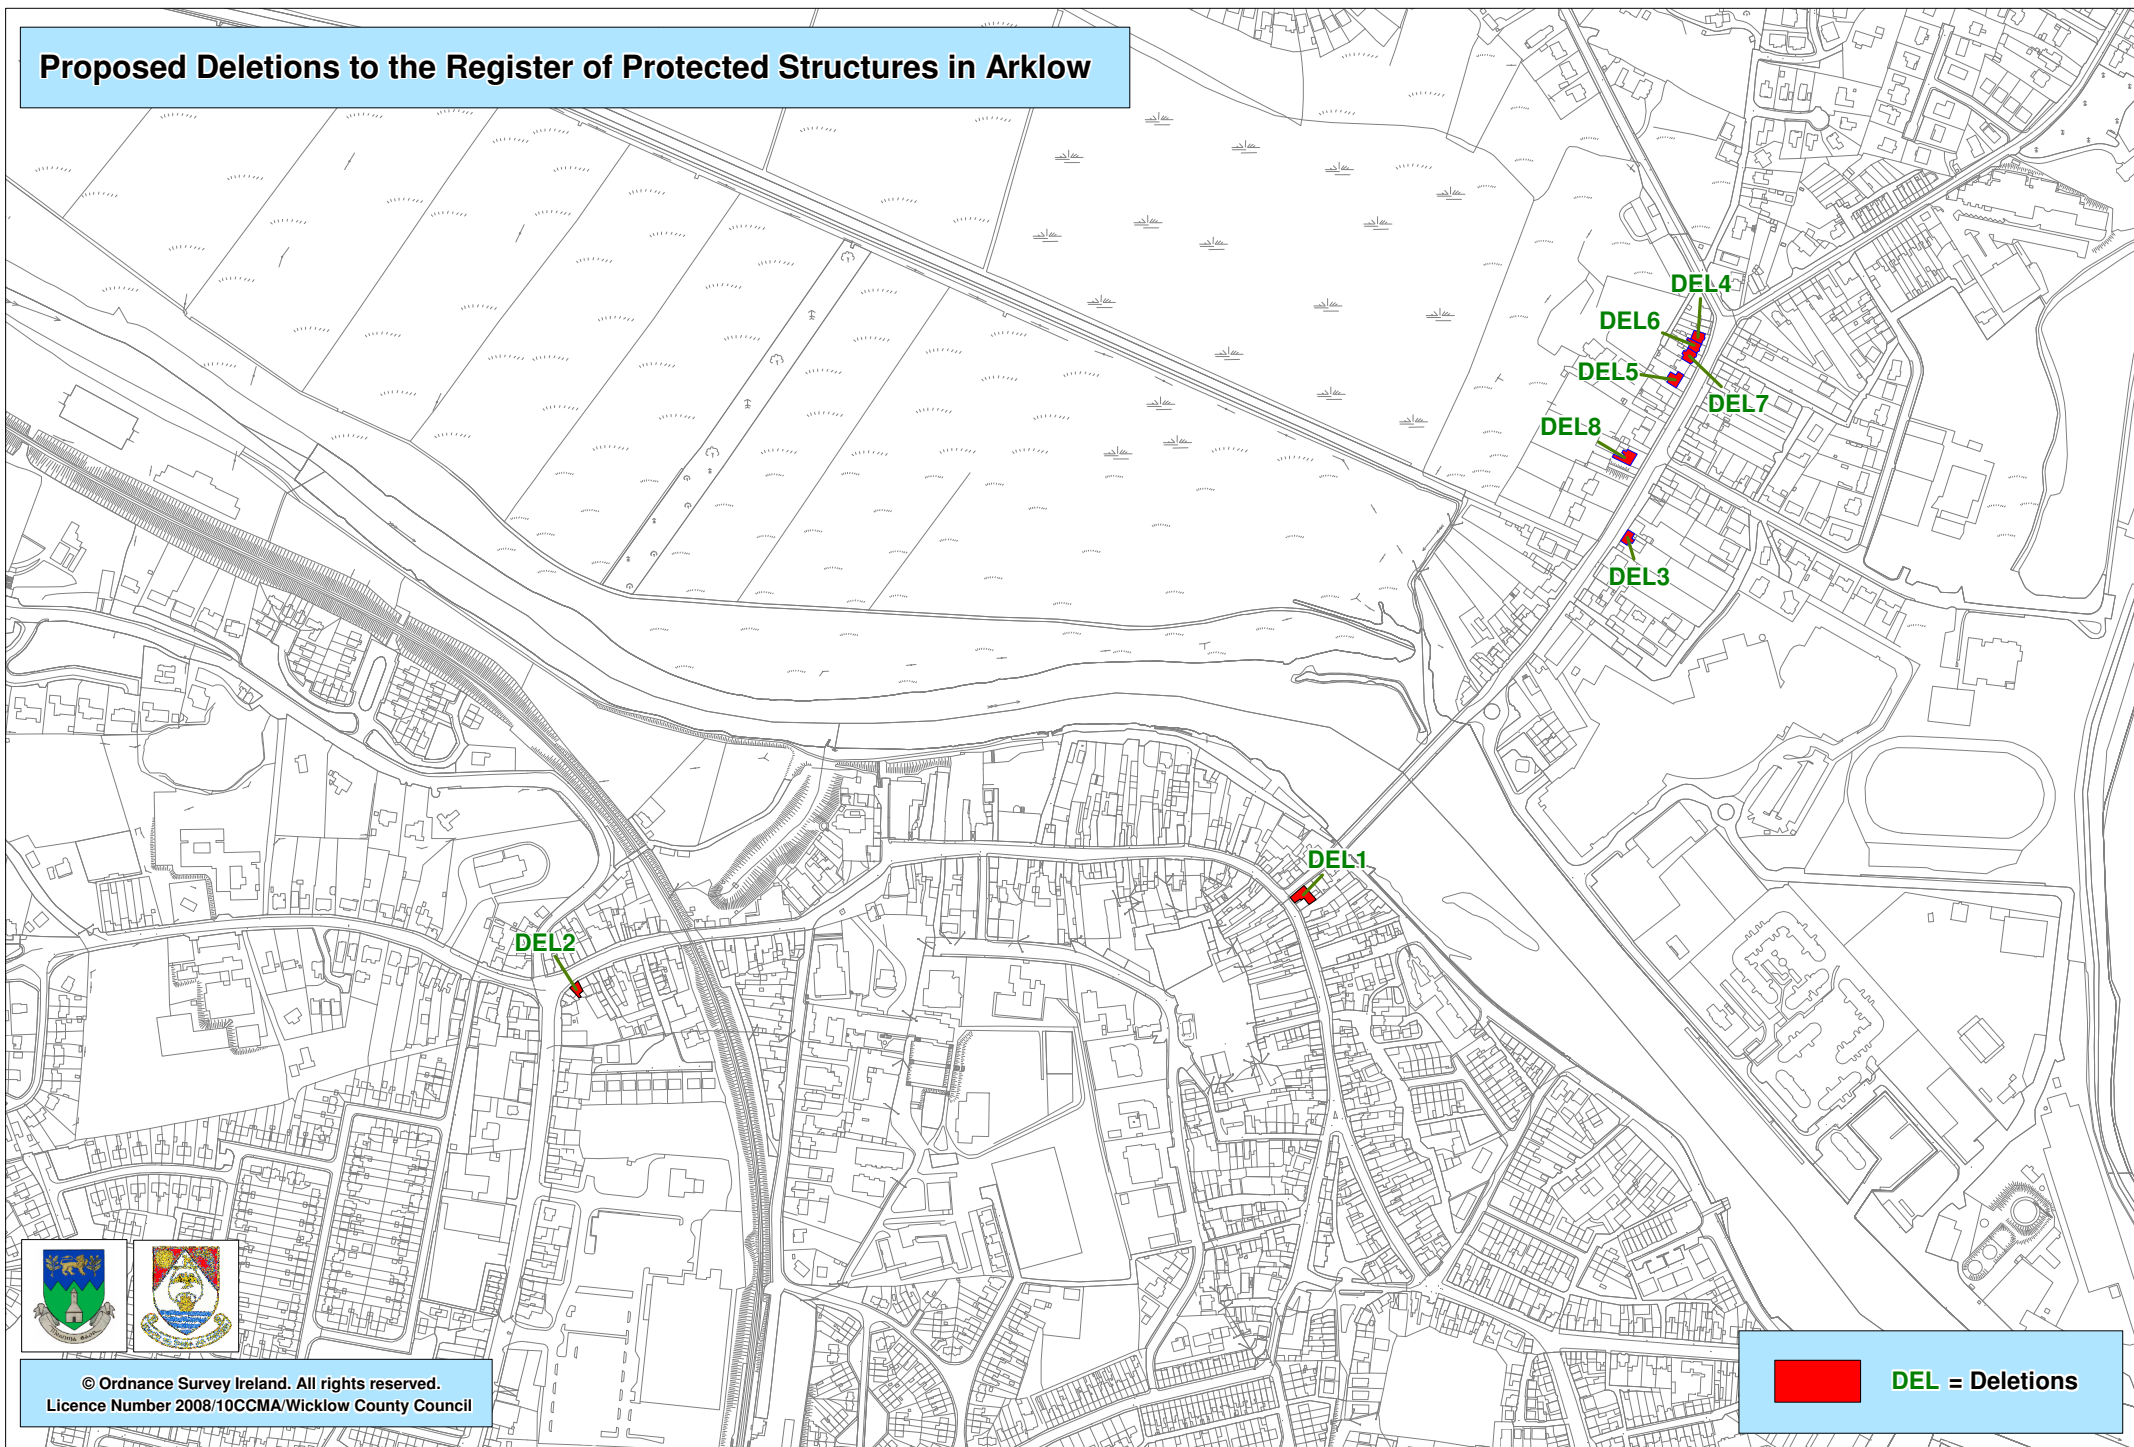 Proposed Deletions to the Register of Protected Structures in Arklow
DEL4
DEL6
DEL5
DEL7
DEL8
DEL3
DEL1
DEL2
© Ordnance Survey Ireland. All rights reserved.
Licence Number 2008/10CCMA/Wicklow County Council
DEL = Deletions